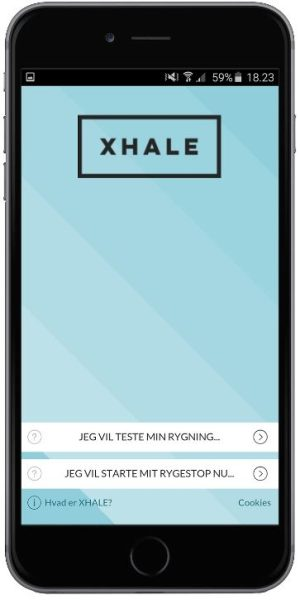 59% 18.23
XHALE
JEG VIL TESTE MIN RYGNING...
JEG VIL STARTE MIT RYGESTOP NU...
Hvad er XHALE? Cookies